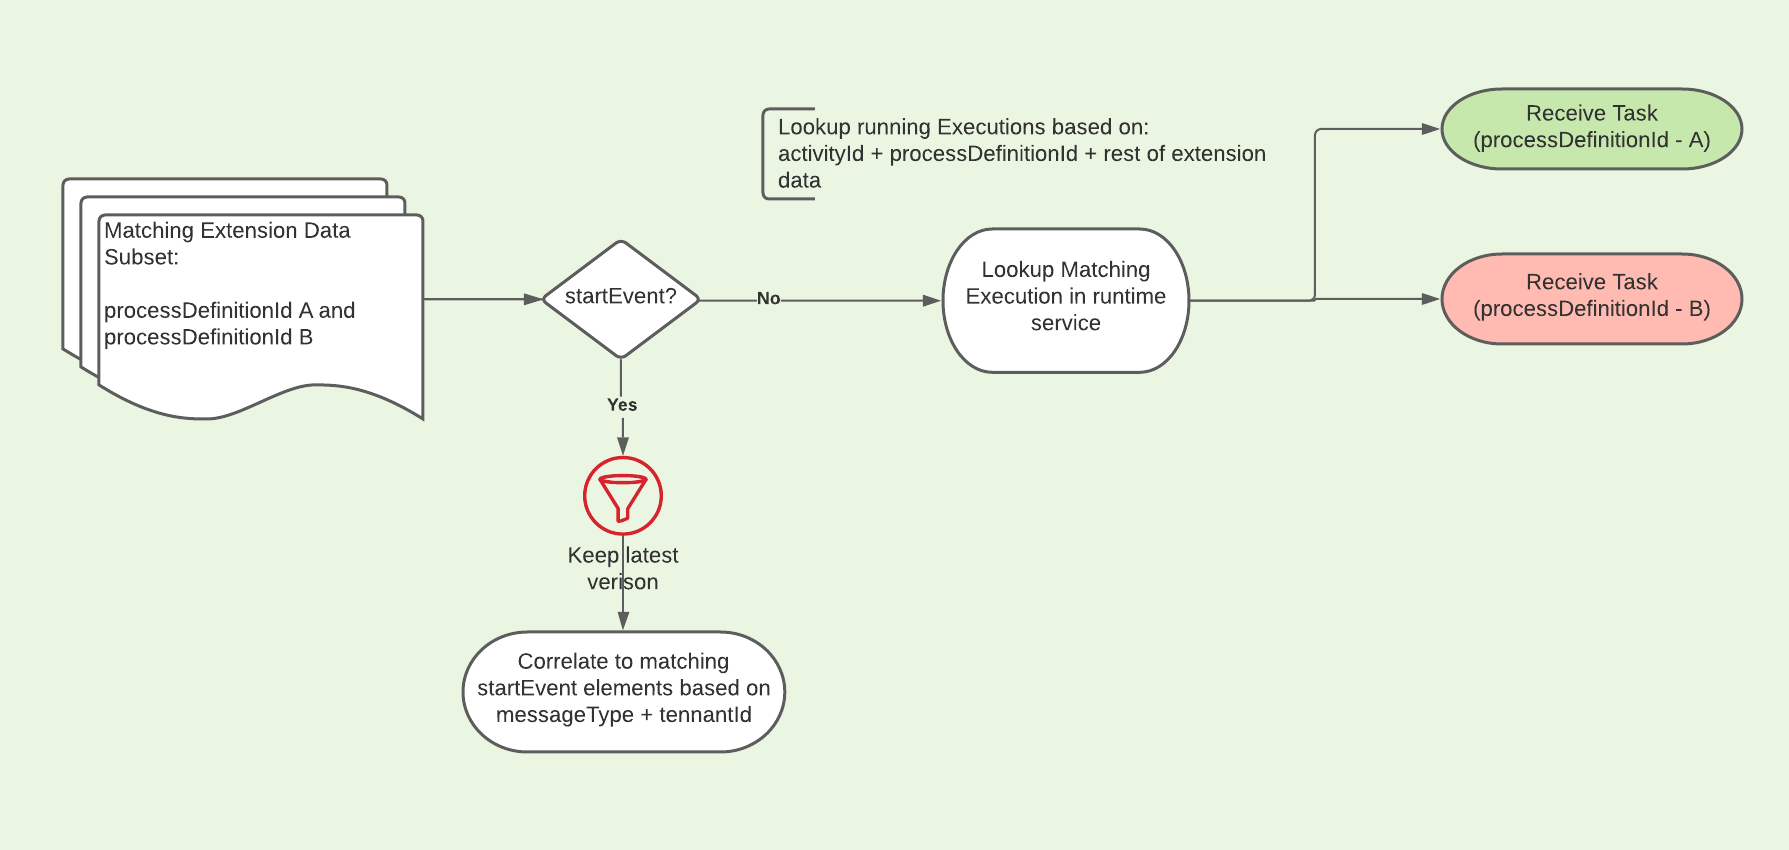 Lookup running Executions based on:
activityId + processDefinitionId + rest of extension
data
Receive Task
(processDefinitionId - A)
Matching Extension Data
Subset:
processDefinitionId A and
processDefinitionId B
startEvent?
No
Lookup Matching
Execution in runtime
service
Receive Task
(processDefinitionId - B)
Yes
Keep latest
verison
Correlate to matching
startEvent elements based on
messageType + tennantId